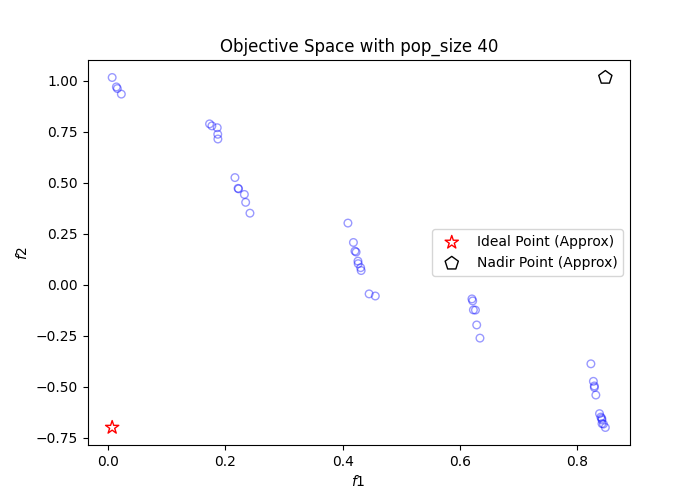 Objective Space with pop_size 40
1.00
0.75
0.50
0.25
0.00
−0.25
−0.50
−0.75
f2
Ideal Point (Approx)
Nadir Point (Approx)
0.0
0.2
0.4
0.6
0.8
f1